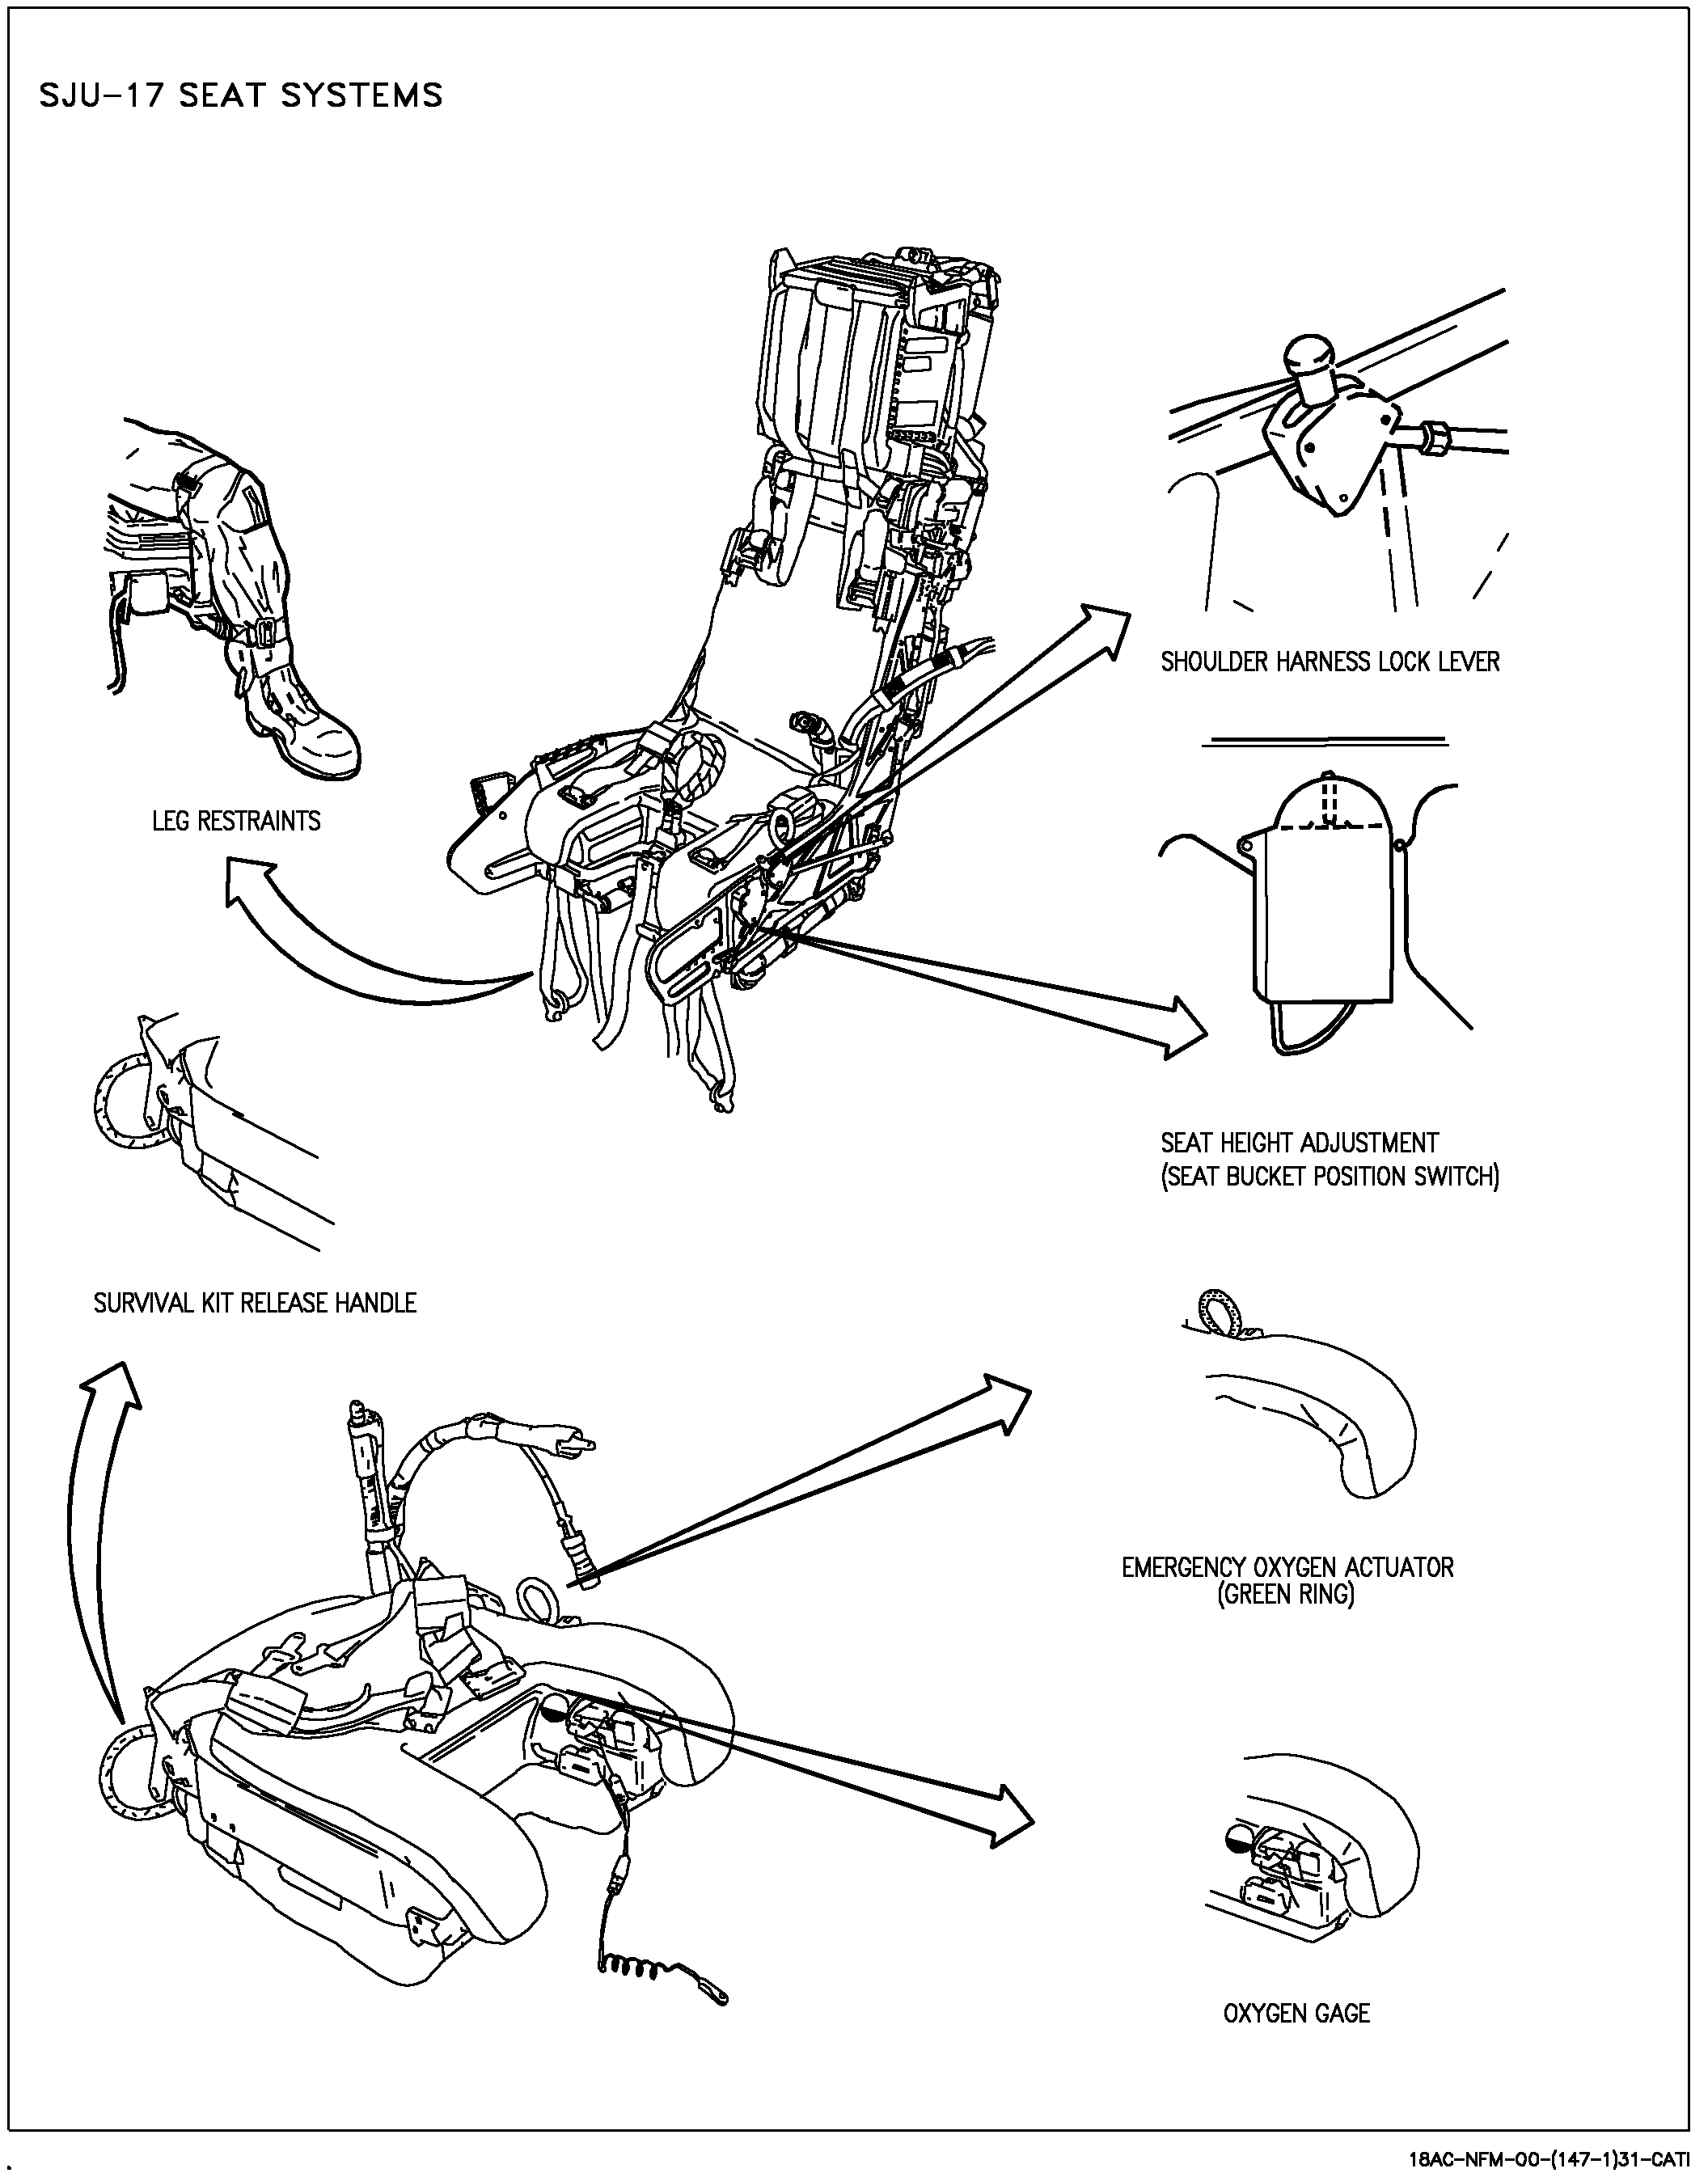 SJU-17 SEAT SYSTEMS
SHOULDER HARNESS LOCK LEVER
LEG RESTRAINTS
SEAT HEIGHT ADJUSTMENT
(SEAT BUCKET POSITION SWITCH)
SURVIVAL KIT RELEASE HANDLE
EMERGENCY OXYGEN ACTUATOR
(GREEN RING)
OXYGEN GAGE
18AC-NFM-00-(147-1)31-CATI